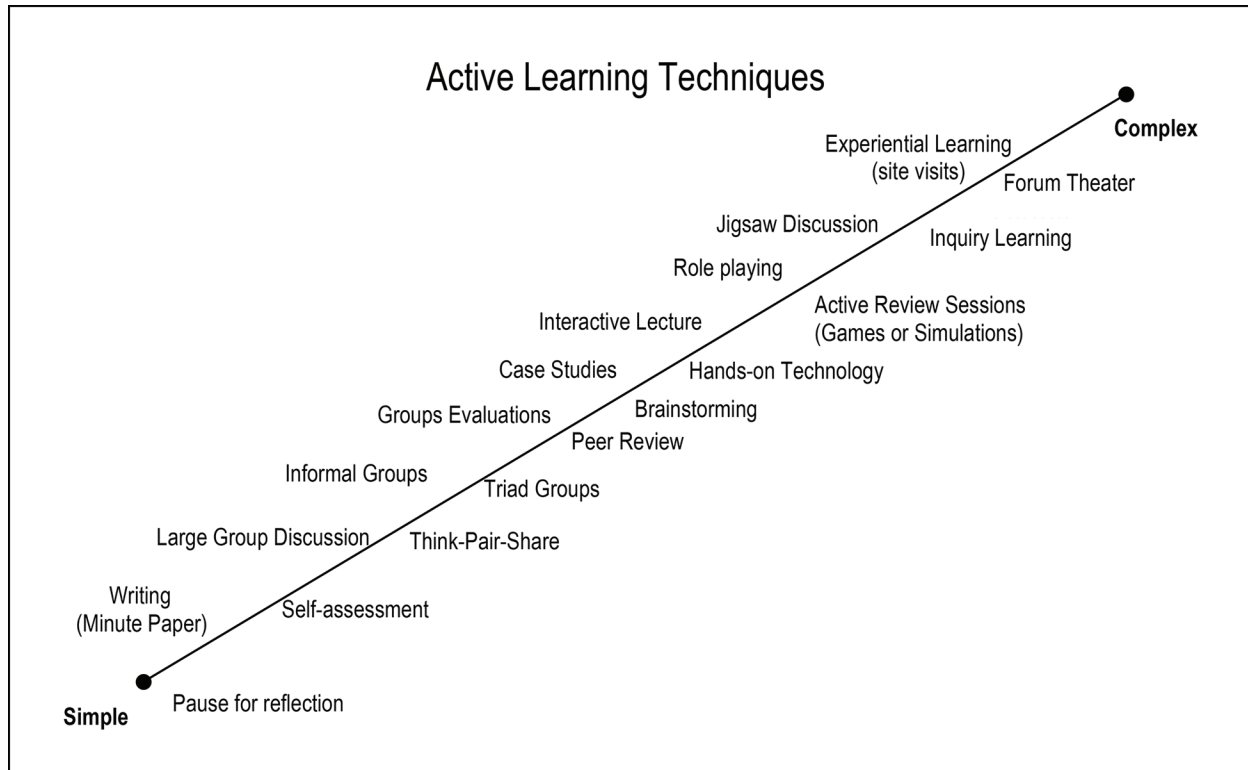 Active Learning Techniques
Complex
Experiential Learning
(site visits)
Forum Theater
Jigsaw Discussion
Inquiry Learning
Role playing
Active Review Sessions
(Games or Simulations)
Interactive Lecture
Case Studies
Hands-on Technology
Groups Evaluations
Brainstorming
Peer Review
Informal Groups
Triad Groups
Large Group Discussion
Think-Pair-Share
Writing
(Minute Paper)
Self-assessment
Pause for reflection
Simple